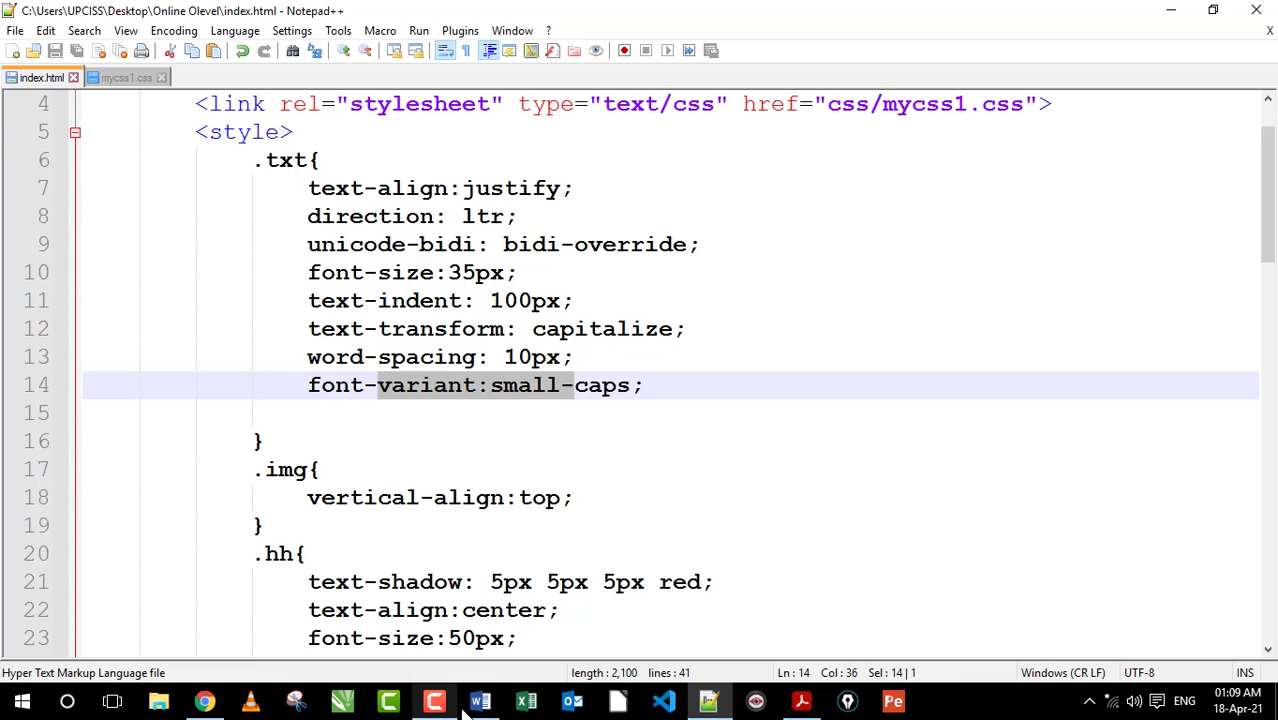 C:\Users\UPCISS\Desktop\Online Olevel\index.html - Notepad++
File Edit Search View Encoding Language Settings Tools Macro Run Plugins Window ? X
index.html mycss1.css
4 <link rel="stylesheet" type="text/css" href="css/mycss1.css">
5 <style>
6 .txt{
7 text-align:justify;
8 direction: ltr;
9 unicode-bidi: bidi-override;
10 font-size:35px;
11 text-indent: 100px;
12 text-transform: capitalize;
13 word-spacing: 10px;
14 font-variant:small-caps;
15
16 }
17 .img{
18 vertical-align:top;
19 }
20 .hh{
21 text-shadow: 5px 5px 5px red;
22 text-align:center;
23 font-size:50px;
Hyper Text Markup Language file length : 2,100 lines : 41 Ln : 14 Col : 36 Sel : 14 | 1 Windows (CR LF) UTF-8 INS
ENG 01:09 AM
18-Apr-21
Pe